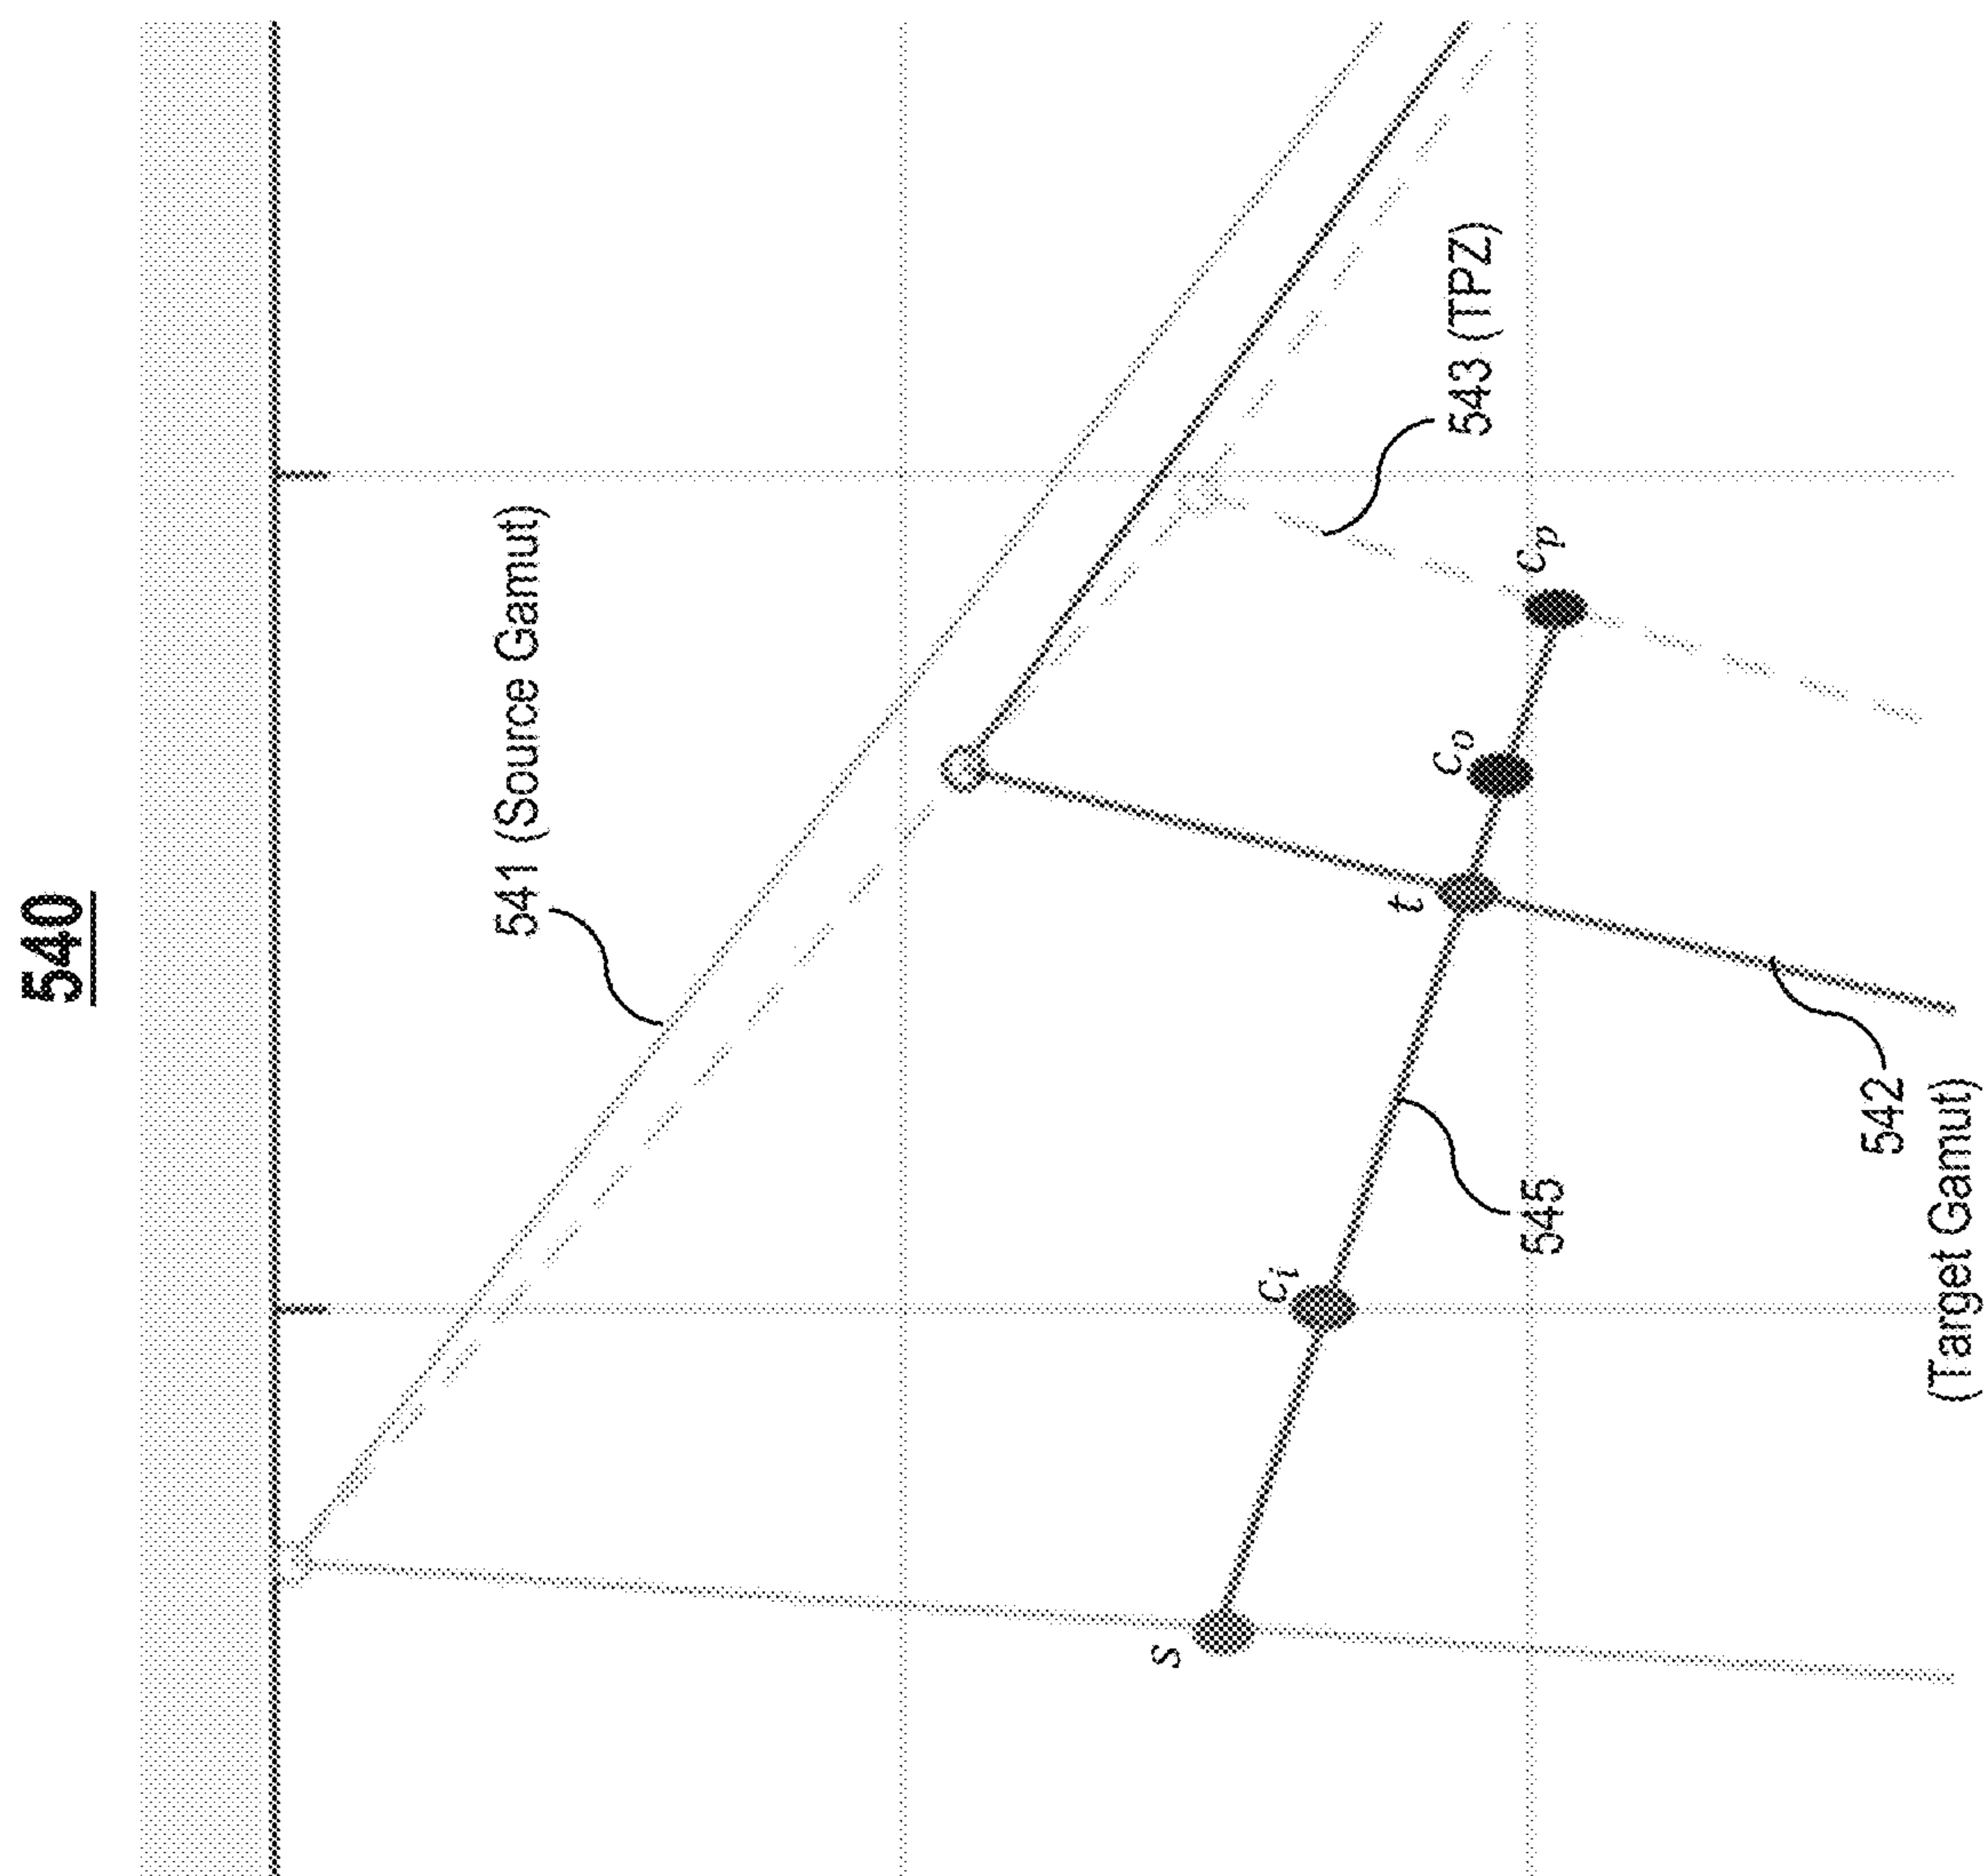 540
541 (Source Gamut)
543 (TPZ)
c_p
c_o
t
542
(Target Gamut)
545
c_i
s